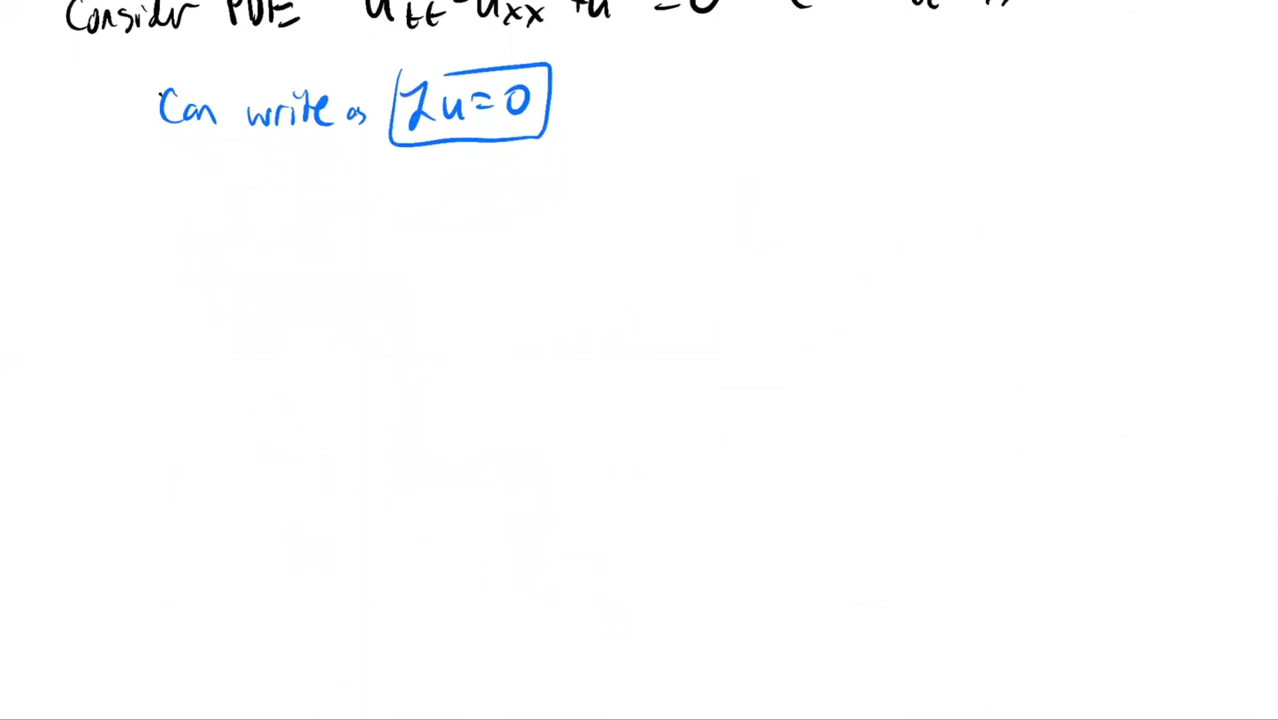 Consider PDE u_tt - u_xx + u = 0
Can write as ℒu = 0